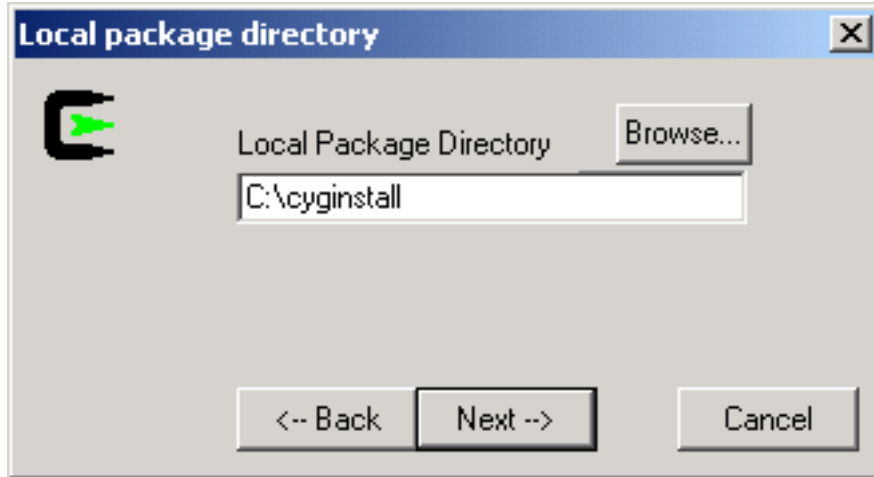 Local package directory
Local Package Directory
Browse...
C:\cyginstall
<-- Back
Next -->
Cancel